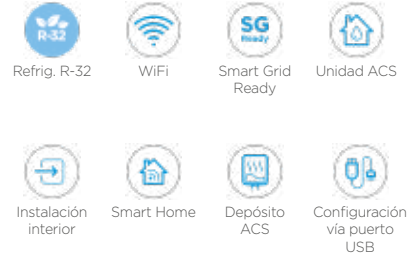 R-32
SG
Ready
Refrig. R-32
WiFi
Smart Grid
Ready
Unidad ACS
Instalación
interior
Smart Home
Depósito
ACS
Configuración
vía puerto
USB